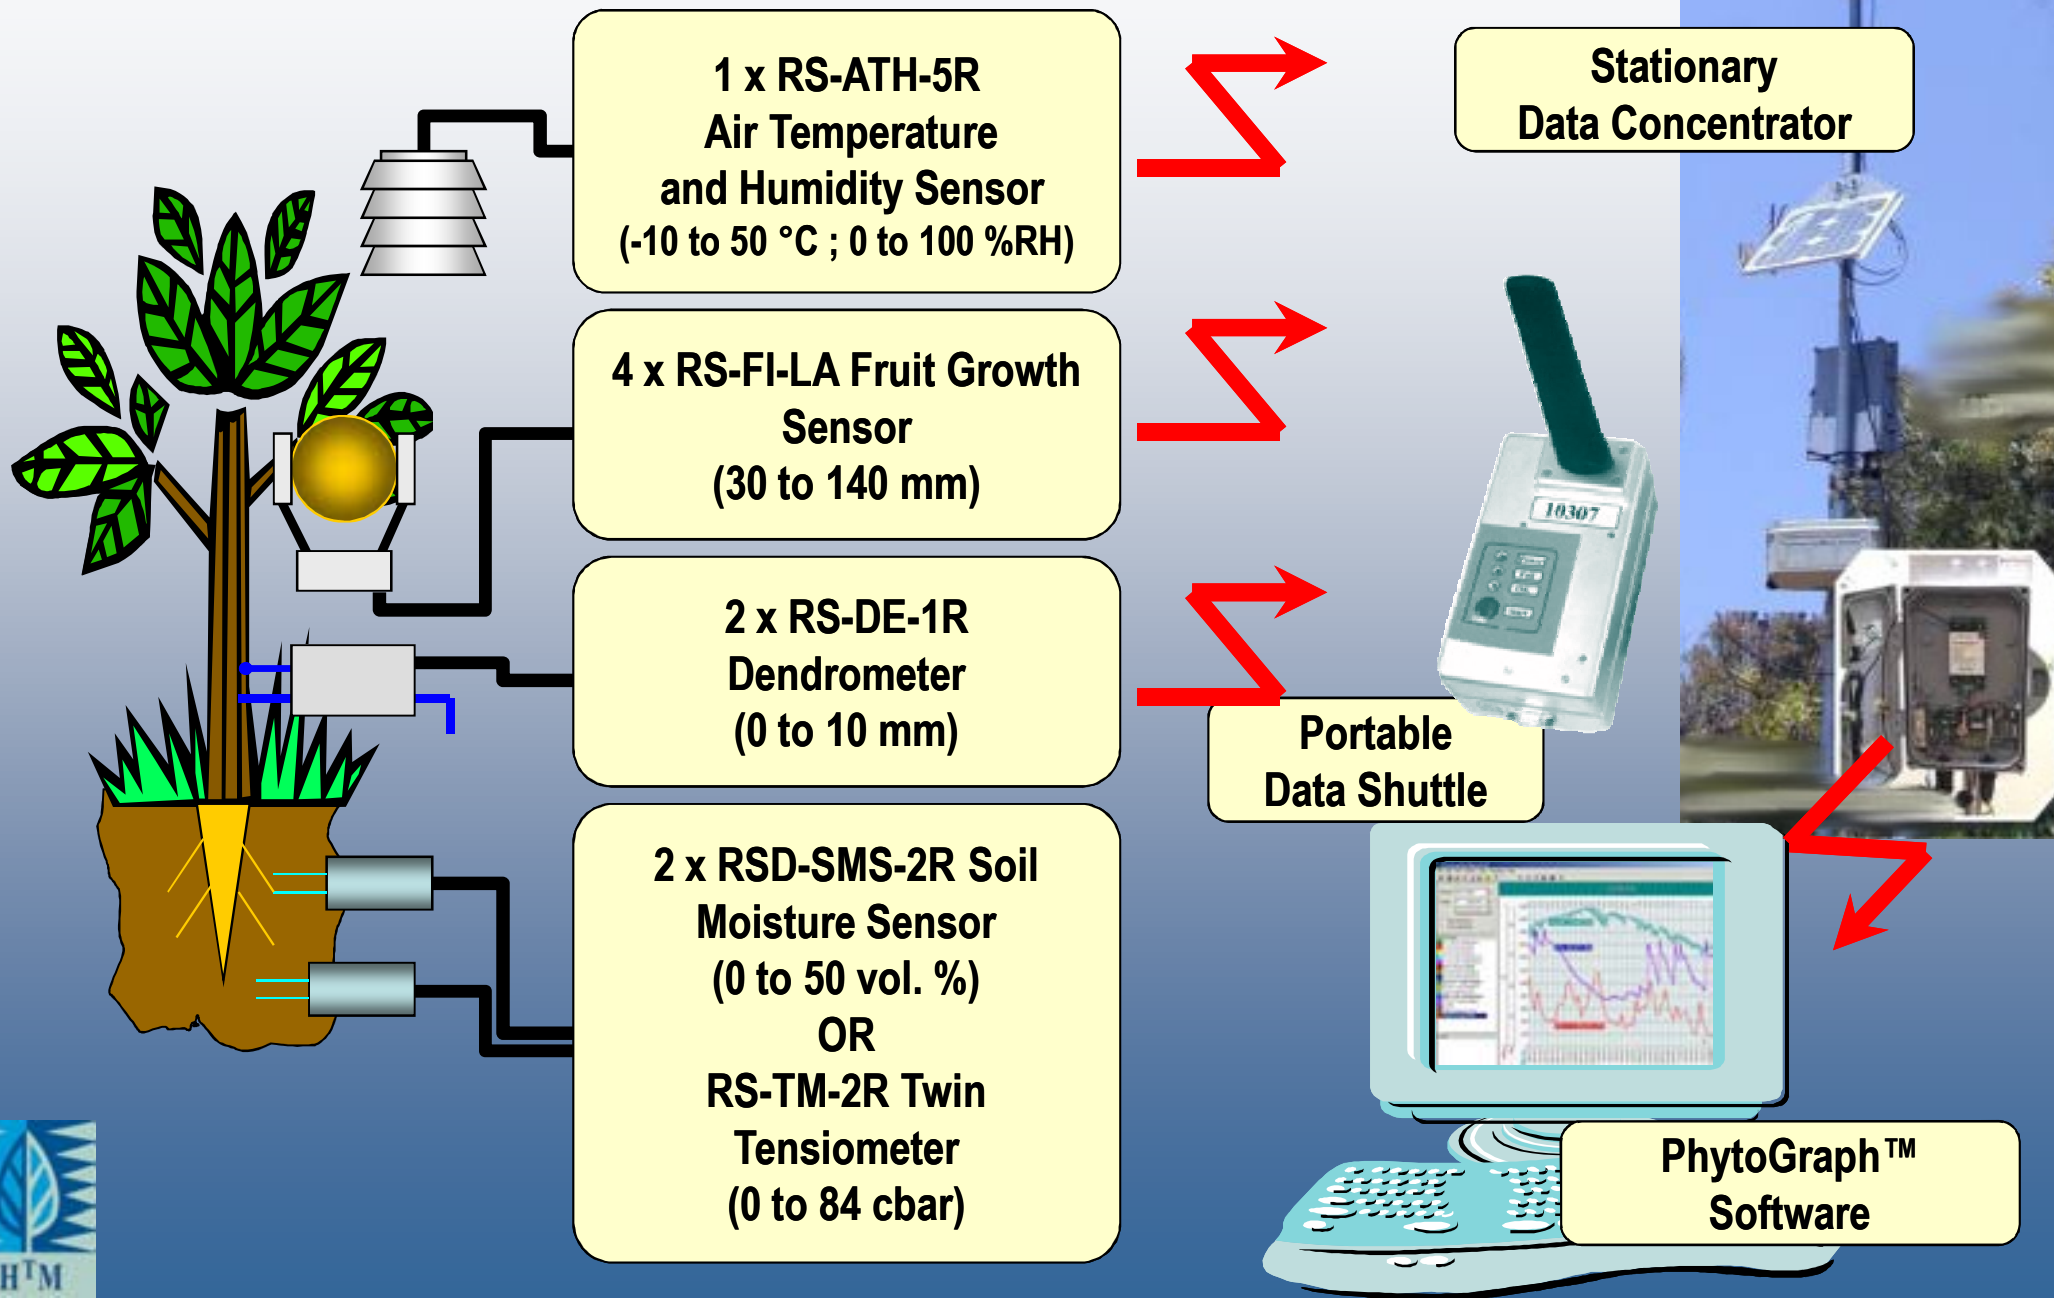 1 x RS-ATH-5R
Air Temperature
and Humidity Sensor
(-10 to 50 °C ; 0 to 100 %RH)
4 x RS-FI-LA Fruit Growth
Sensor
(30 to 140 mm)
2 x RS-DE-1R
Dendrometer
(0 to 10 mm)
2 x RSD-SMS-2R Soil
Moisture Sensor
(0 to 50 vol. %)
OR
RS-TM-2R Twin
Tensiometer
(0 to 84 cbar)
Stationary
Data Concentrator
10307
Portable
Data Shuttle
PhytoGraph™
Software